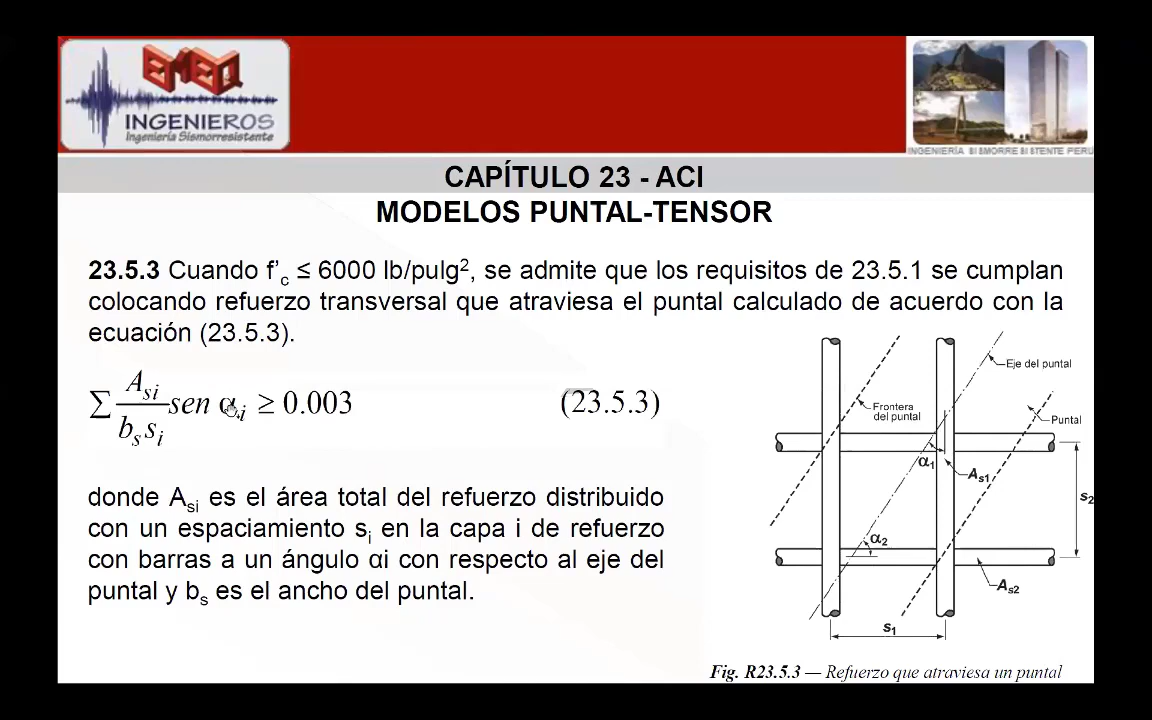 EMEQ
INGENIEROS
Ingeniería Sismorresistente
INGENIERÍA SISMORRESISTENTE PERU
CAPÍTULO 23 - ACI
MODELOS PUNTAL-TENSOR
23.5.3 Cuando f'c ≤ 6000 lb/pulg², se admite que los requisitos de 23.5.1 se cumplan
colocando refuerzo transversal que atraviesa el puntal calculado de acuerdo con la
ecuación (23.5.3).
∑ Asi / bs si sen αi ≥ 0.003 (23.5.3)
donde Asi es el área total del refuerzo distribuido
con un espaciamiento si en la capa i de refuerzo
con barras a un ángulo αi con respecto al eje del
puntal y bs es el ancho del puntal.
Eje del puntal
Frontera
del puntal
Puntal
α1
As1
s2
α2
As2
s1
Fig. R23.5.3 — Refuerzo que atraviesa un puntal